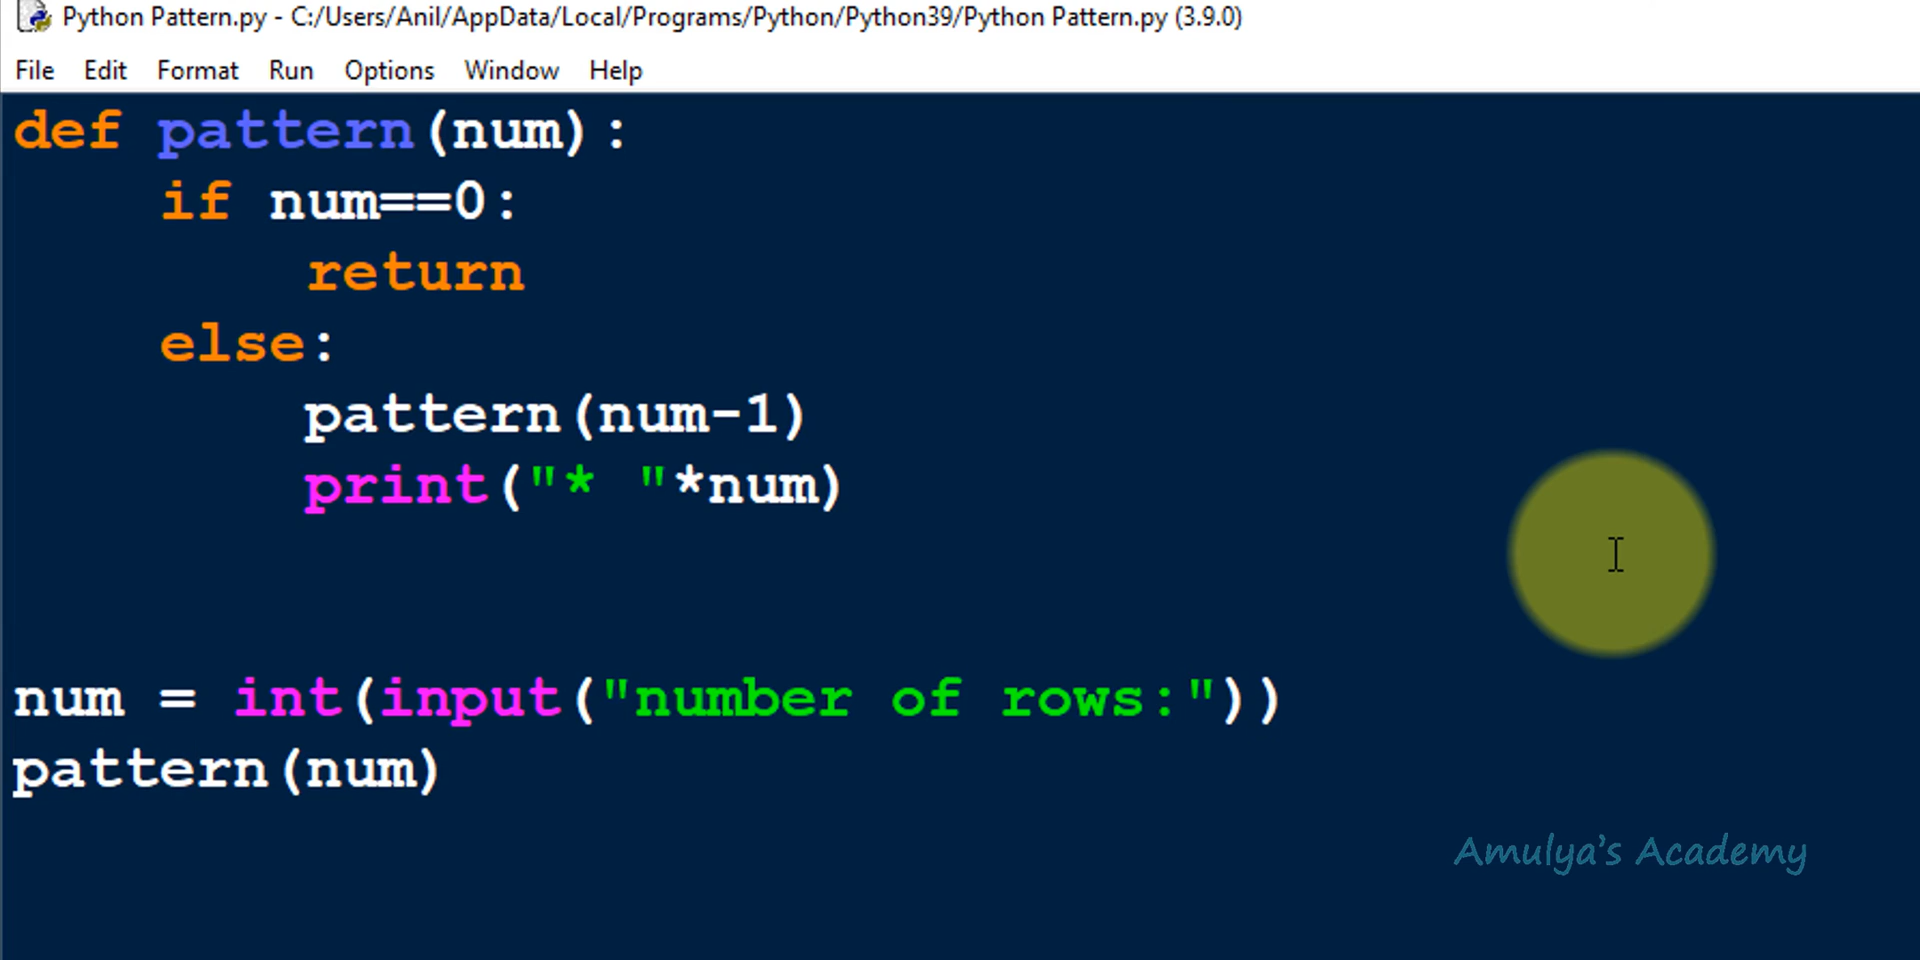 Python Pattern.py - C:/Users/Anil/AppData/Local/Programs/Python/Python39/Python Pattern.py (3.9.0)
File Edit Format Run Options Window Help
def pattern(num):
    if num==0:
        return
    else:
        pattern(num-1)
        print("* "*num)
num = int(input("number of rows:"))
pattern(num)
Amulya's Academy